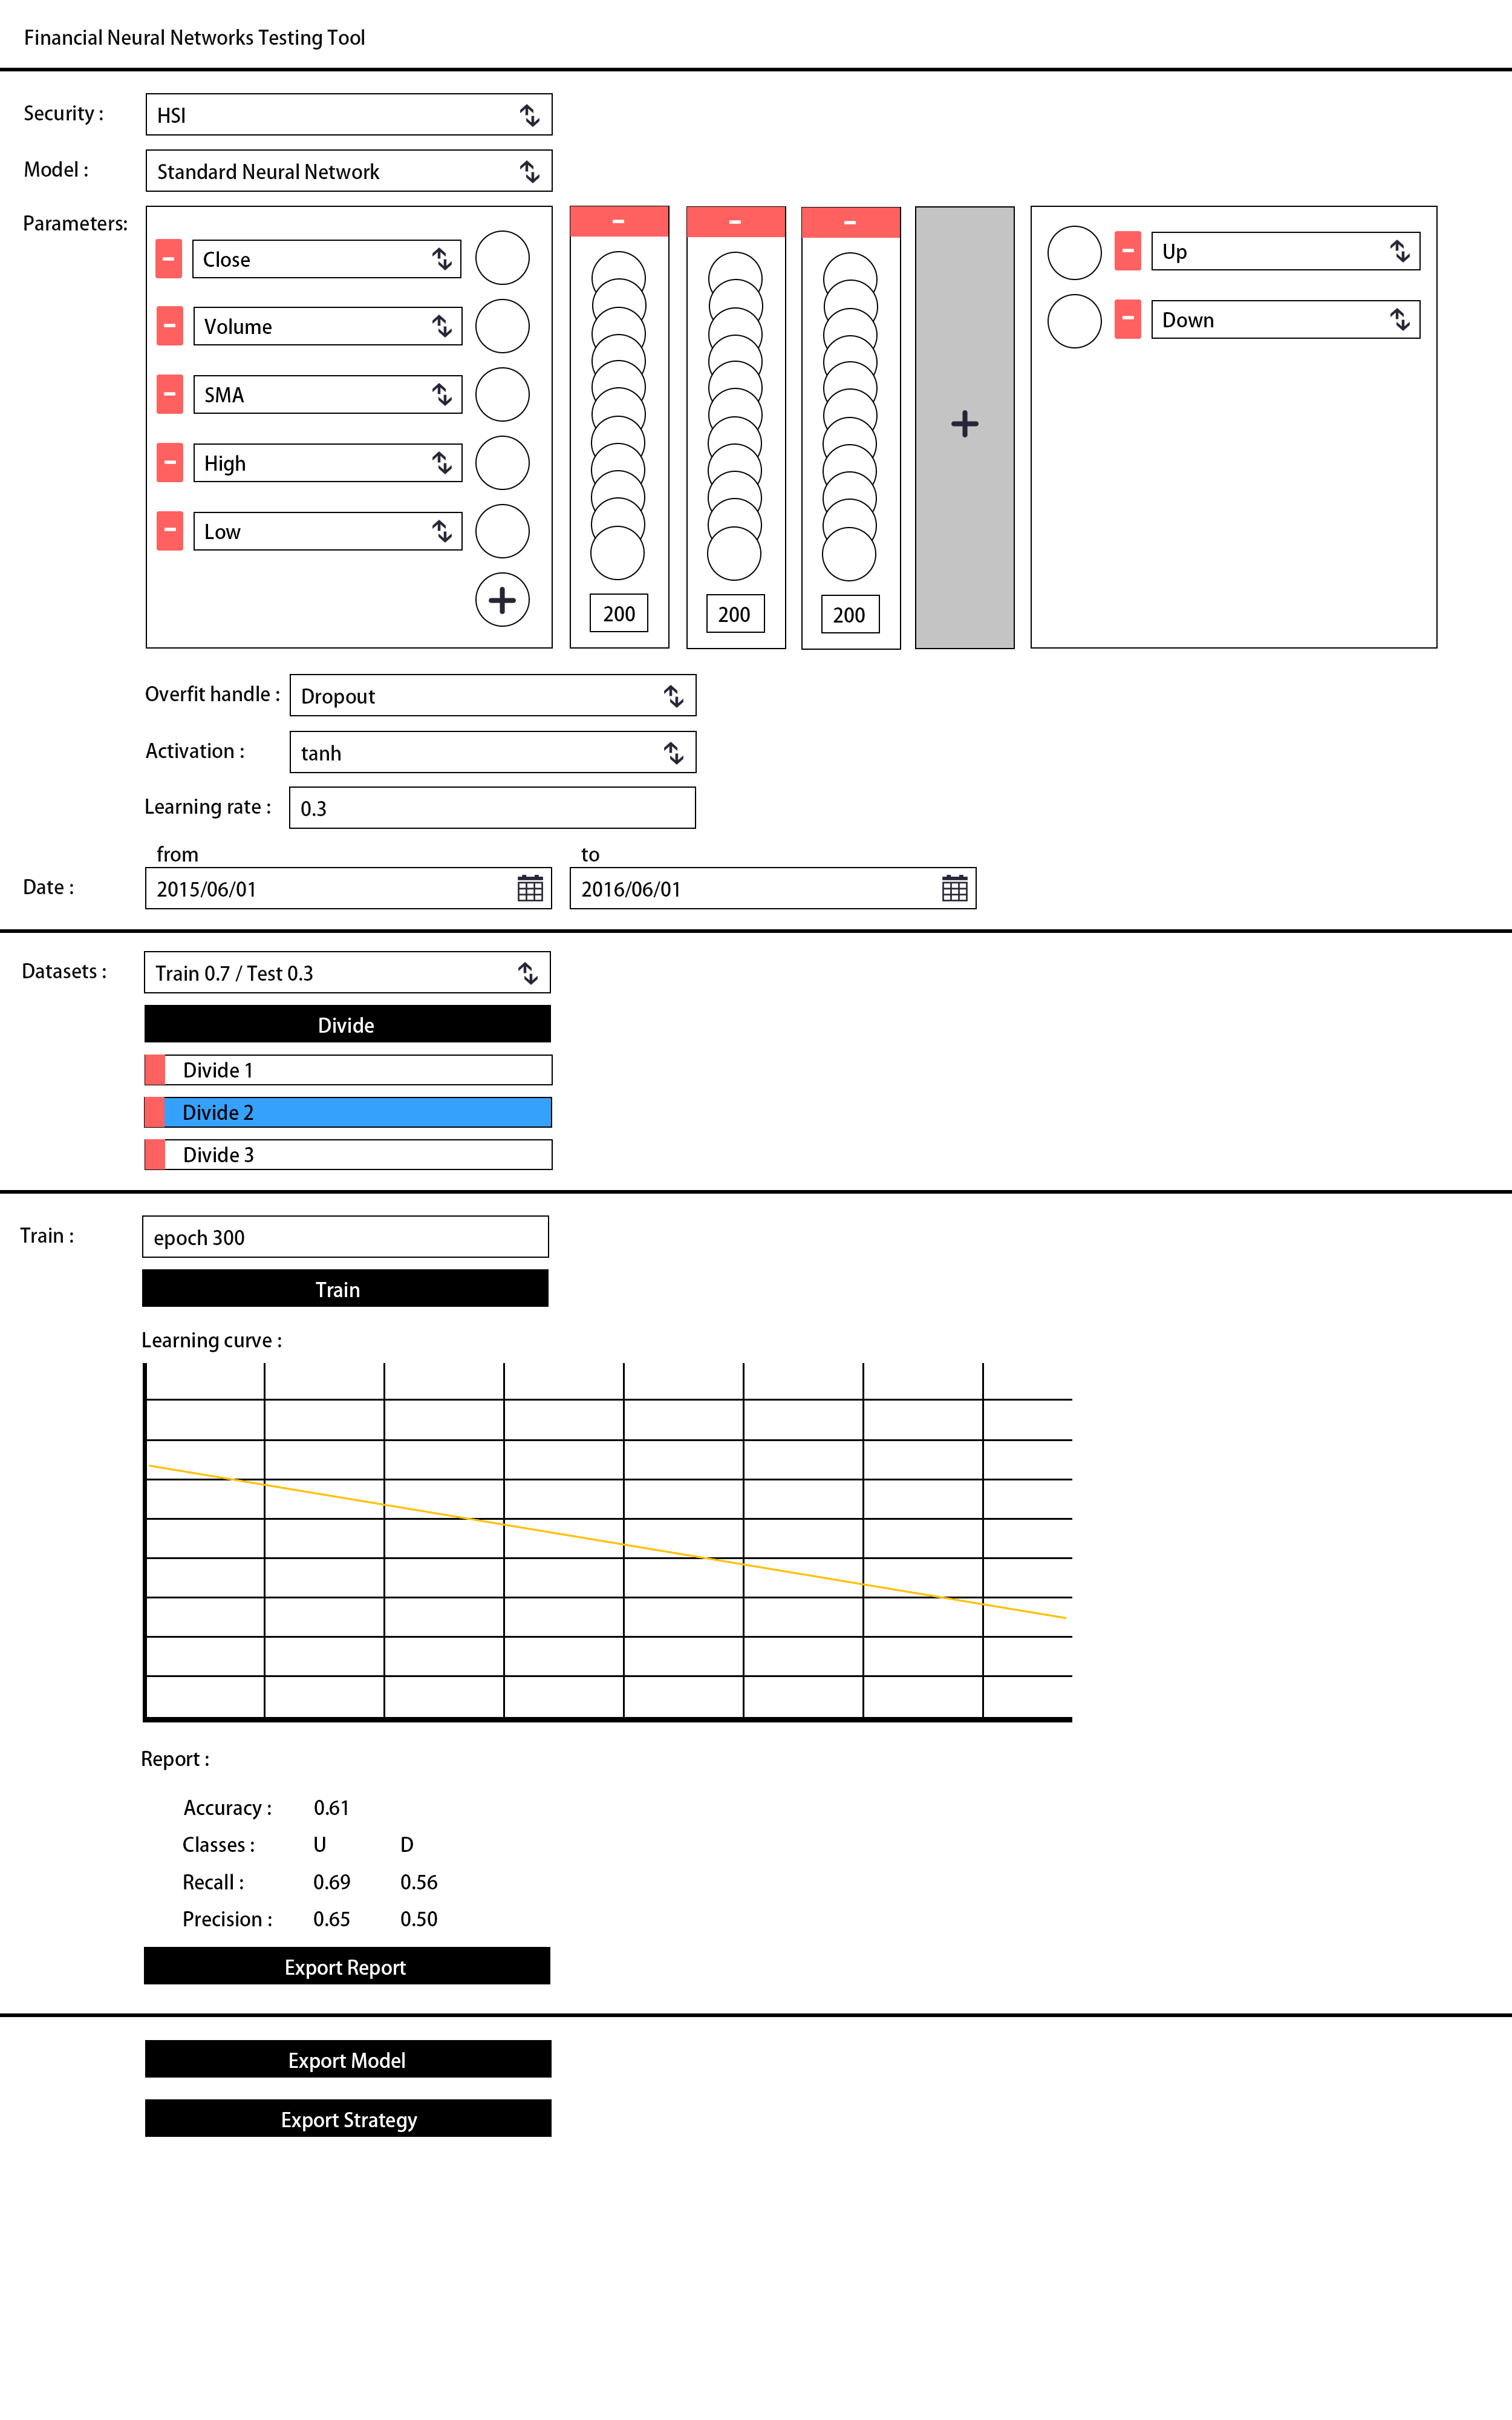 Financial Neural Networks Testing Tool
Security :
HSI
Model :
Standard Neural Network
Parameters:
Close
Volume
SMA
High
Low
200
200
200
Up
Down
Overfit handle :
Dropout
Activation :
tanh
Learning rate :
0.3
Date :
from
2015/06/01
to
2016/06/01
Datasets :
Train 0.7 / Test 0.3
Divide
Divide 1
Divide 2
Divide 3
Train :
epoch 300
Train
Learning curve :
Report :
Accuracy : 0.61
Classes : U D
Recall : 0.69 0.56
Precision : 0.65 0.50
Export Report
Export Model
Export Strategy